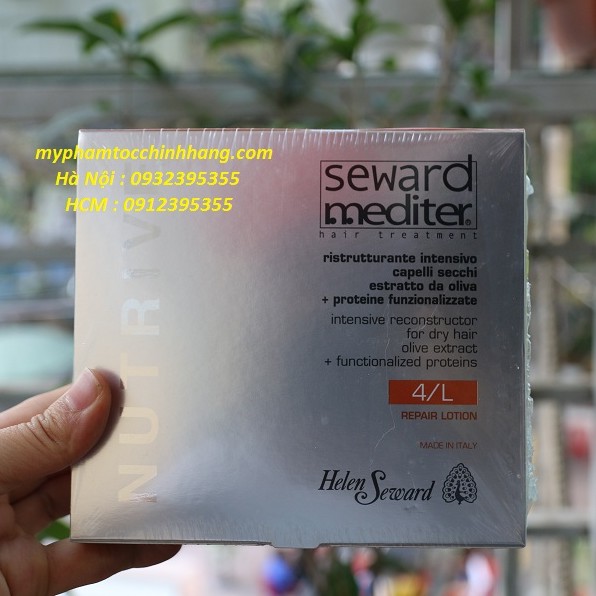 myphamtocchinhhang.com
Hà Nội : 0932395355
HCM : 0912395355
seward
mediter®
hair treatment
ristrutturante intensivo
capelli secchi
estratto da oliva
+ proteine funzionalizzate
intensive reconstructor
for dry hair
olive extract
+ functionalized proteins
4/L
REPAIR LOTION
MADE IN ITALY
Helen Seward
NUTRIV